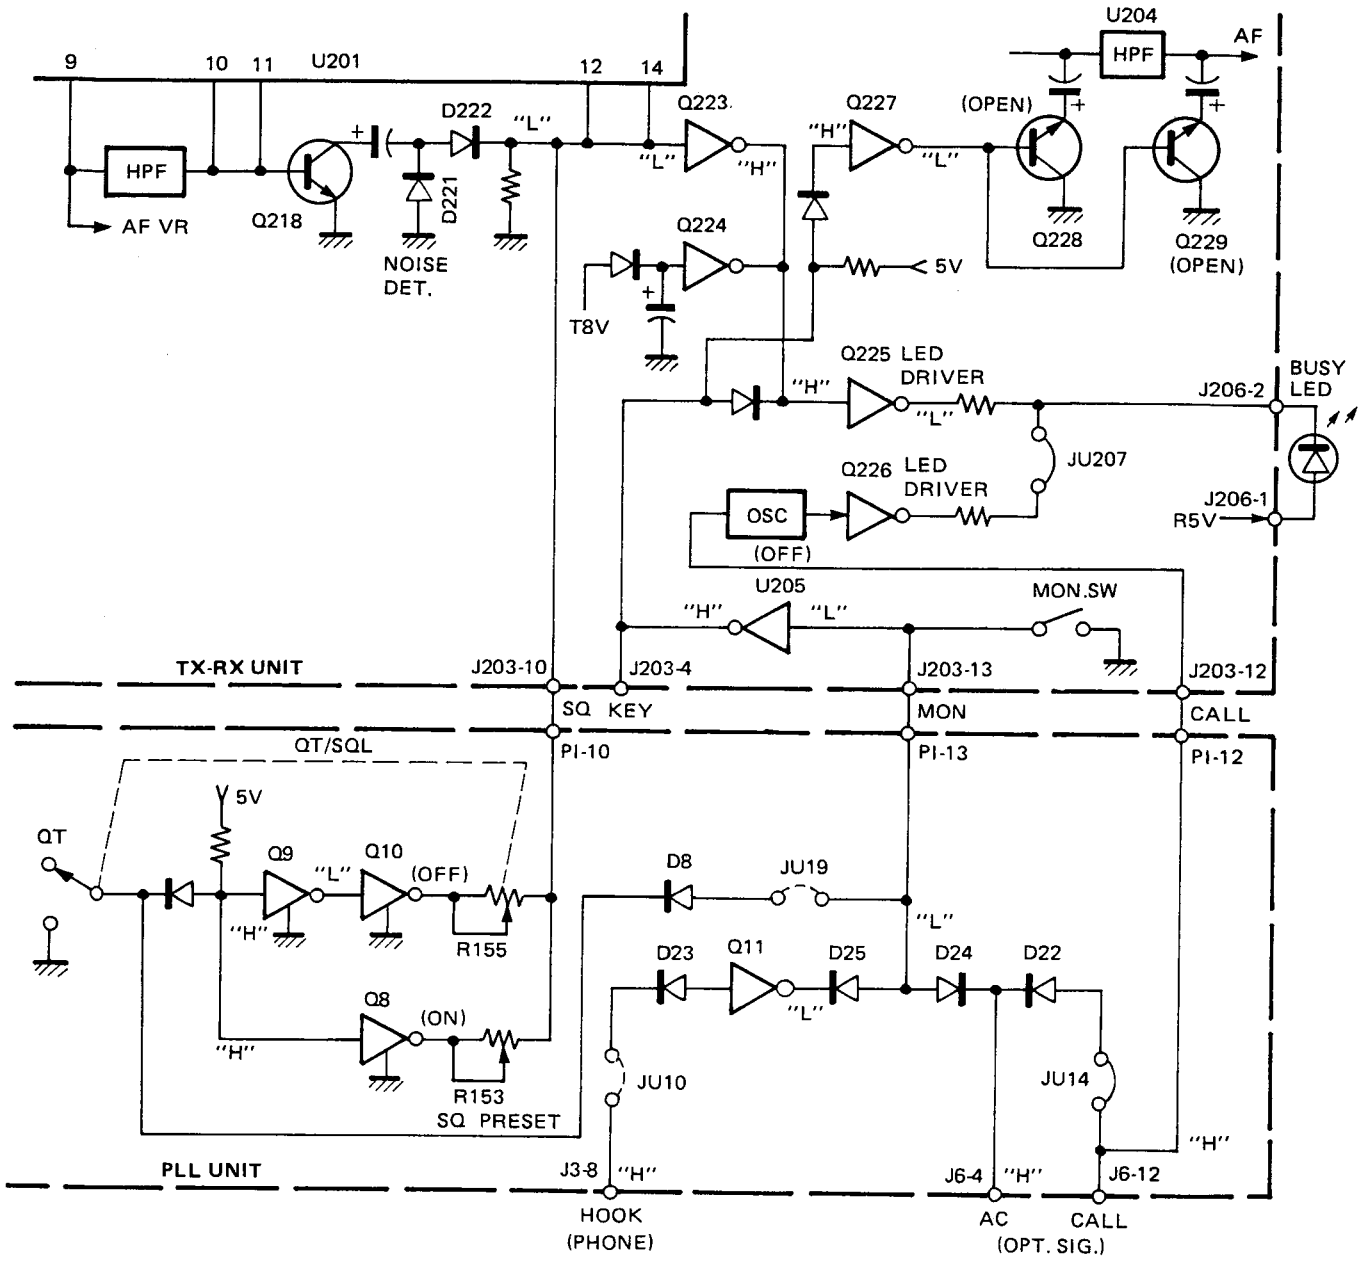 U204
HPF
AF
9
10
11
U201
12
14
D222
"L"
Q223
Q227
(OPEN)
+
+
+
"H"
"L"
"H"
"L"
HPF
Q218
D221
AF VR
NOISE
DET.
Q224
Q228
Q229
(OPEN)
5V
+
T8V
Q225 LED
DRIVER
"H"
"L"
BUSY
LED
J206-2
JU207
Q226 LED
DRIVER
OSC
(OFF)
J206-1
R5V
U205
"H"
"L"
MON.SW
TX-RX UNIT
J203-10
J203-4
J203-13
J203-12
SQ KEY
MON
CALL
QT/SQL
PI-10
PI-13
PI-12
5V
QT
Q9
"L"
Q10
(OFF)
D8
JU19
"H"
R155
"L"
D23
Q11
D25
D24
D22
"L"
Q8
(ON)
"H"
R153
SQ PRESET
JU10
JU14
"H"
PLL UNIT
J3-8
"H"
J6-4
"H"
J6-12
HOOK
(PHONE)
AC
CALL
(OPT. SIG.)